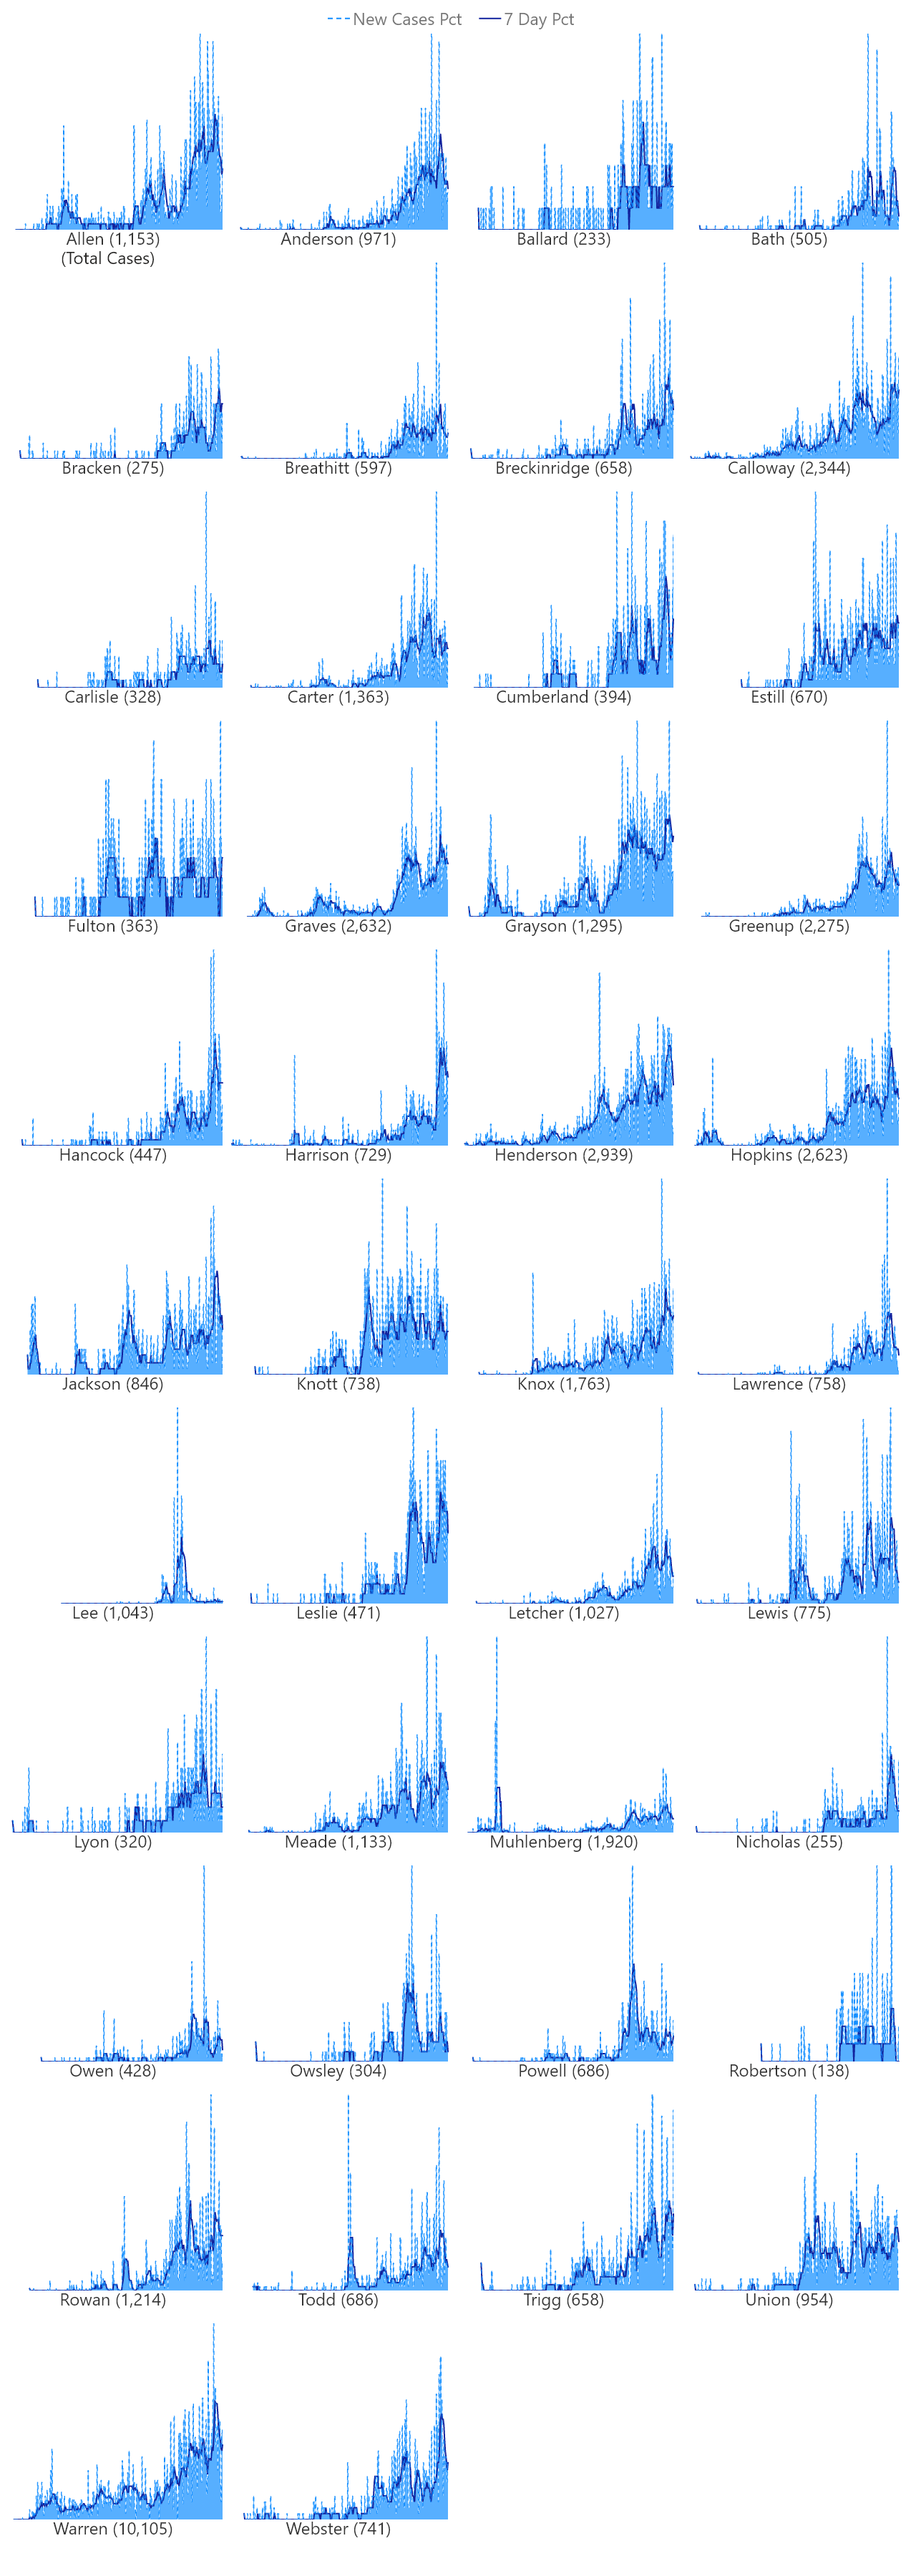 New Cases Pct 7 Day Pct
Allen (1,153) Anderson (971) Ballard (233) Bath (505)
(Total Cases)
Bracken (275) Breathitt (597) Breckinridge (658) Calloway (2,344)
Carlisle (328) Carter (1,363) Cumberland (394) Estill (670)
Fulton (363) Graves (2,632) Grayson (1,295) Greenup (2,275)
Hancock (447) Harrison (729) Henderson (2,939) Hopkins (2,623)
Jackson (846) Knott (738) Knox (1,763) Lawrence (758)
Lee (1,043) Leslie (471) Letcher (1,027) Lewis (775)
Lyon (320) Meade (1,133) Muhlenberg (1,920) Nicholas (255)
Owen (428) Owsley (304) Powell (686) Robertson (138)
Rowan (1,214) Todd (686) Trigg (658) Union (954)
Warren (10,105) Webster (741)